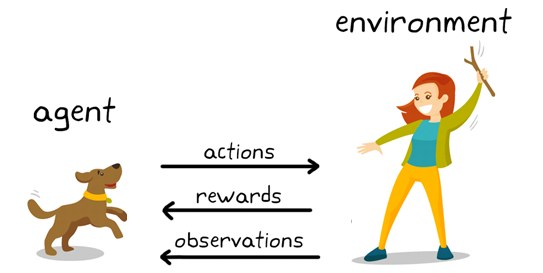 environment
agent
actions
rewards
observations